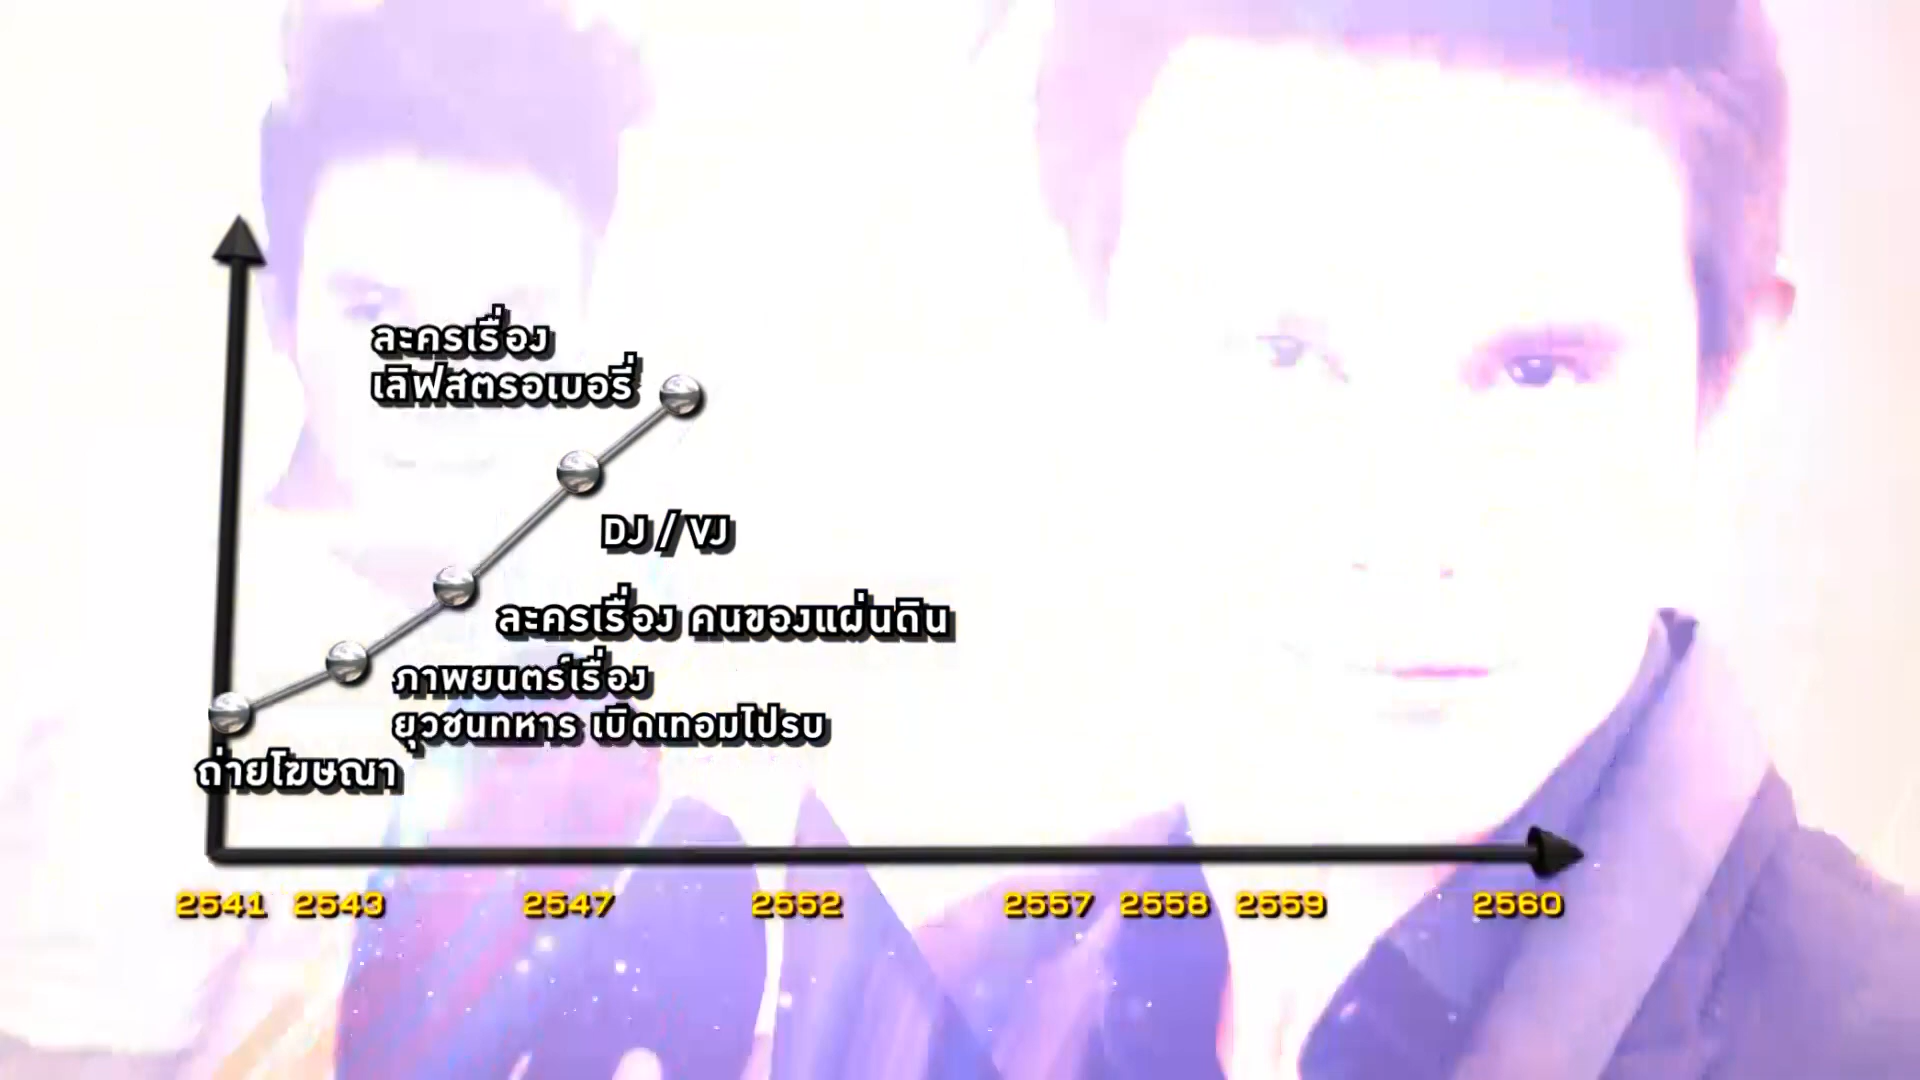 ละครเรื่อง
เลิฟสตรอเบอรี่
DJ / VJ
ละครเรื่อง คนของแผ่นดิน
ภาพยนตร์เรื่อง
ยุวชนทหาร เปิดเทอมไปรบ
ถ่ายโฆษณา
2541 2543 2547 2552 2557 2558 2559 2560